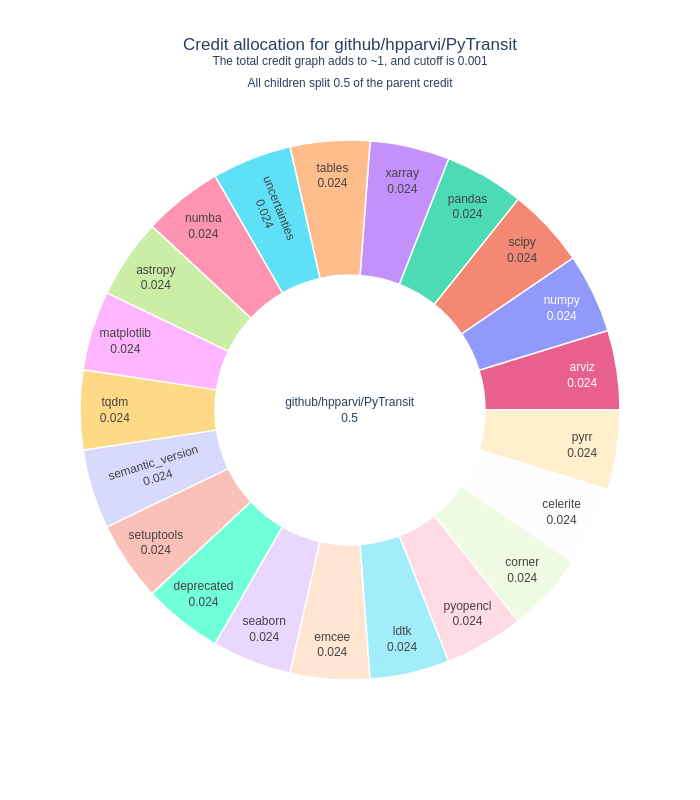 Credit allocation for github/hpparvi/PyTransit
The total credit graph adds to ~1, and cutoff is 0.001
All children split 0.5 of the parent credit
github/hpparvi/PyTransit
0.5
arviz
0.024
numpy
0.024
scipy
0.024
pandas
0.024
xarray
0.024
tables
0.024
uncertainties
0.024
numba
0.024
astropy
0.024
matplotlib
0.024
tqdm
0.024
semantic_version
0.024
setuptools
0.024
deprecated
0.024
seaborn
0.024
emcee
0.024
ldtk
0.024
pyopencl
0.024
corner
0.024
celerite
0.024
pyrr
0.024